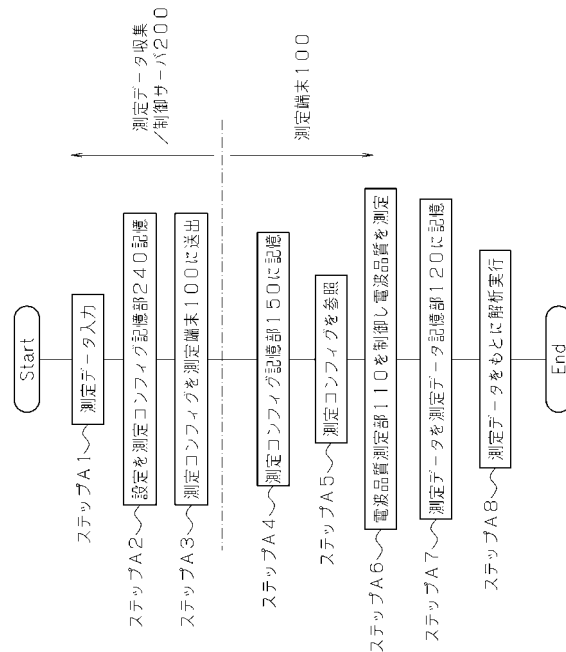 Start
ステップA1
測定データ入力
ステップA2
設定を測定コンフィグ記憶部240記憶
ステップA3
測定コンフィグを測定端末100に送出
測定データ収集
/制御サーバ200
測定端末100
ステップA4
測定コンフィグ記憶部150に記憶
ステップA5
測定コンフィグを参照
ステップA6
電波品質測定部110を制御し電波品質を測定
ステップA7
測定データを測定データ記憶部120に記憶
ステップA8
測定データをもとに解析実行
End